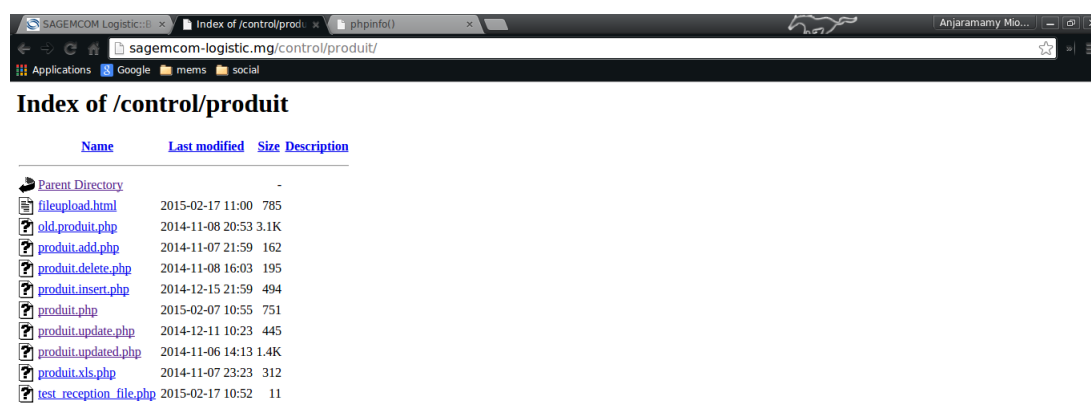 SAGEMCOM Logistic::B × Index of /control/produ × phpinfo() × Anjaramamy Mio...
sagemcom-logistic.mg/control/produit/
Applications Google mems social
Index of /control/produit
Name Last modified Size Description
Parent Directory -
fileupload.html 2015-02-17 11:00 785
old.produit.php 2014-11-08 20:53 3.1K
produit.add.php 2014-11-07 21:59 162
produit.delete.php 2014-11-08 16:03 195
produit.insert.php 2014-12-15 21:59 494
produit.php 2015-02-07 10:55 751
produit.update.php 2014-12-11 10:23 445
produit.updated.php 2014-11-06 14:13 1.4K
produit.xls.php 2014-11-07 23:23 312
test_reception_file.php 2015-02-17 10:52 11